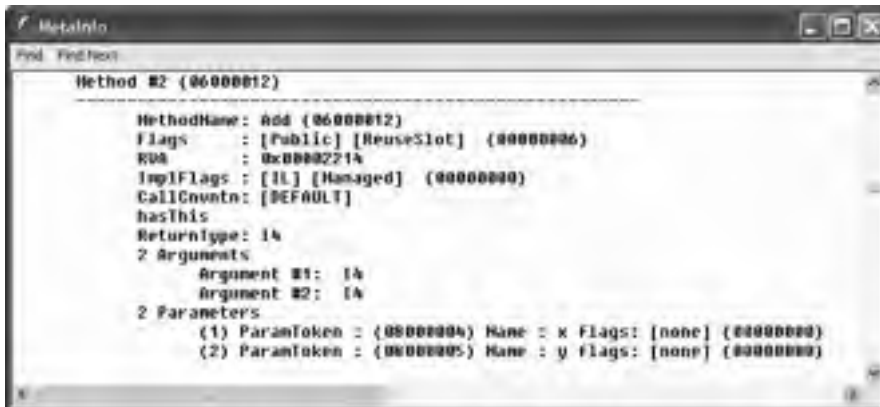 MetaInfo
Find Find Next
Method #2 (06000012)
-------------------------------------------------------
MethodName: Add (06000012)
Flags : [Public] [ReuseSlot] (00000006)
RVA : 0x00002214
ImplFlags : [IL] [Managed] (00000000)
CallCnvntn: [DEFAULT]
hasThis
ReturnType: I4
2 Arguments
Argument #1: I4
Argument #2: I4
2 Parameters
(1) ParamToken : (08000004) Name : x flags: [none] (00000000)
(2) ParamToken : (08000005) Name : y flags: [none] (00000000)